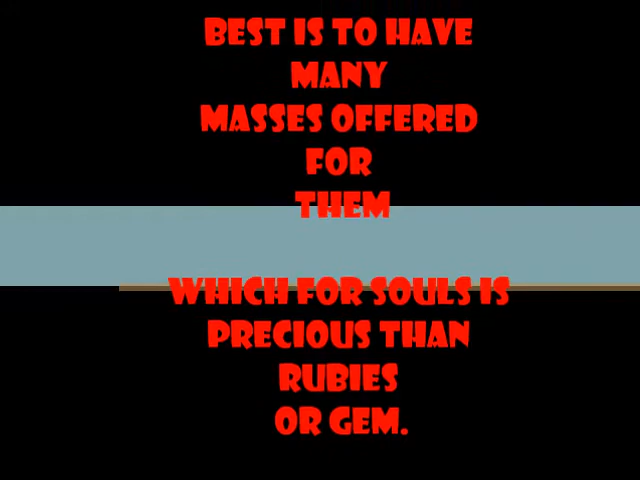 BEST IS TO HAVE
MANY
MASSES OFFERED
FOR
THEM
WHICH FOR SOULS IS
PRECIOUS THAN
RUBIES
OR GEM.